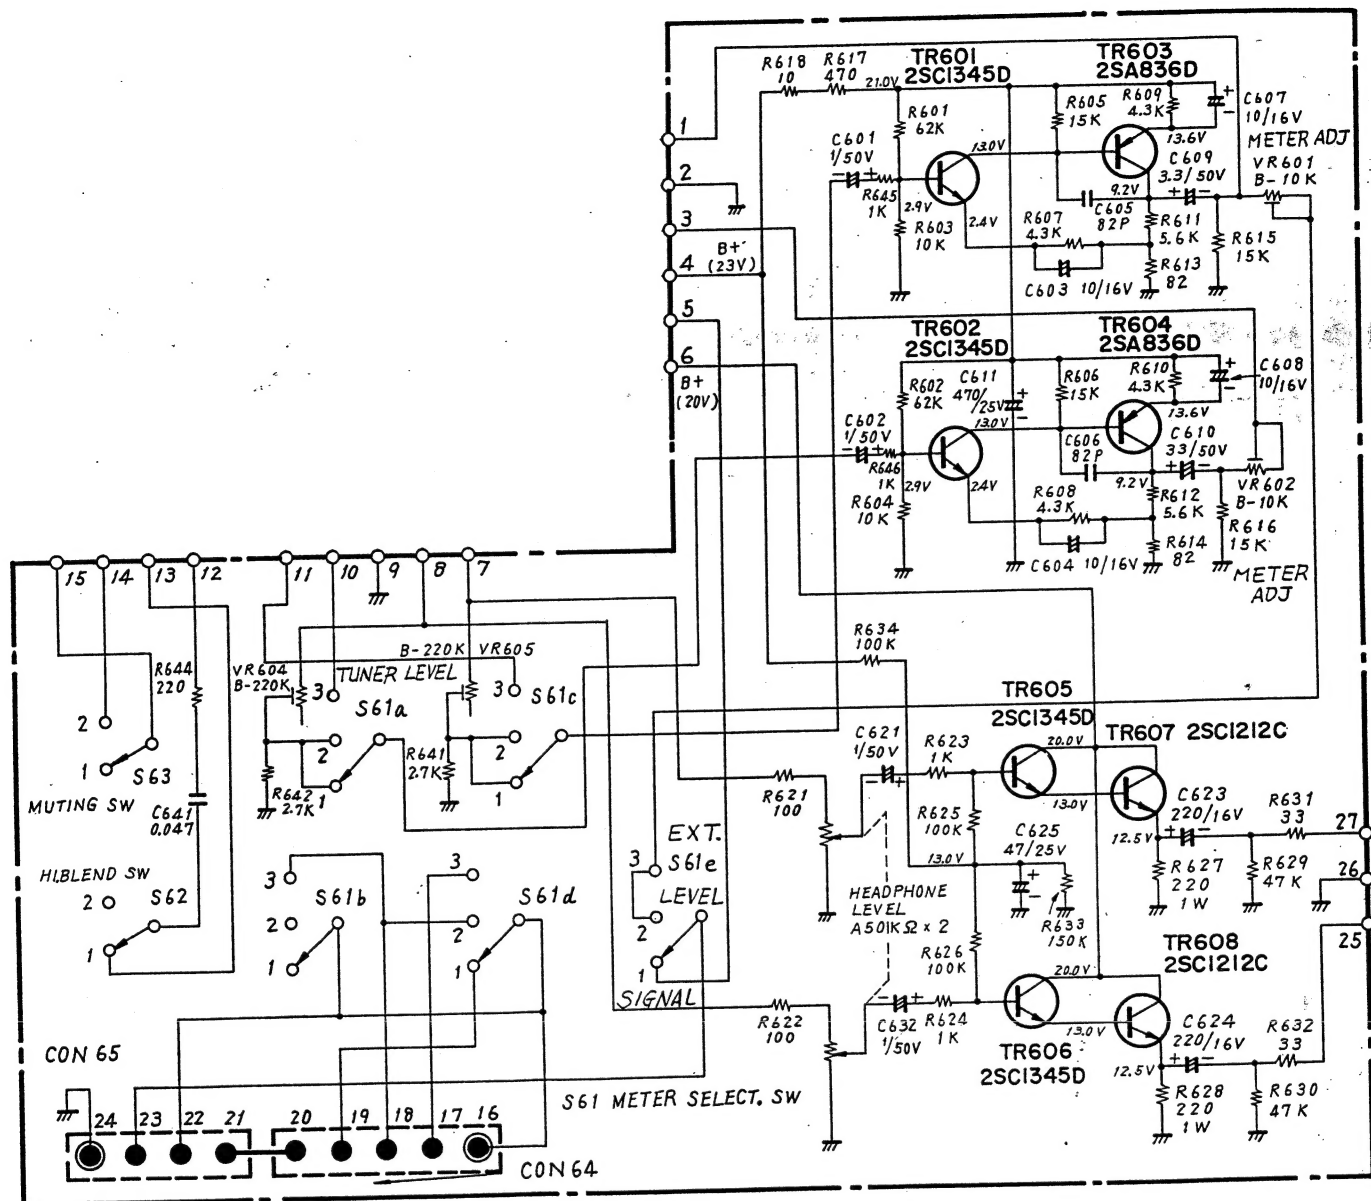 TR601
2SC1345D
TR603
2SA836D
R618
10
R617
470
21.0V
R601
62K
R605
15K
R609
4.3K
+
-
C607
10/16V
METER ADJ
VR601
B-10K
C601
1/50V
- +
R645
1K
13.0V
13.6V
C609
3.3/50V
+ -
9.2V
C605
82P
2.9V
R603
10K
2.4V
R607
4.3K
R611
5.6K
R613
82
R615
15K
C603 10/16V
1
2
3
4
B+'
(23V)
5
6
B+
(20V)
TR602
2SC1345D
TR604
2SA836D
R602
62K
C611
470/
/25V
+
-
R606
15K
R610
4.3K
+
-
C608
10/16V
13.0V
13.6V
C602
1/50V
- +
R646
1K
C606
82P
C610
33/50V
+ -
9.2V
VR602
B-10K
2.9V
2.4V
R604
10K
R608
4.3K
R612
5.6K
R614
82
R616
15K
C604 10/16V
METER
ADJ
15
14
13
12
11
10
9
8
7
R644
220
VR604
B-220K
B-220K VR605
TUNER LEVEL
3
S61a
2
1
3
S61c
2
1
R641
2.7K
R642
2.7K
2
1
S63
MUTING SW
C641
0.047
HI.BLEND SW
2
S62
1
3
S61b
2
1
3
S61d
2
1
EXT.
3
S61e
LEVEL
2
1
SIGNAL
R634
100K
TR605
2SC1345D
TR607 2SC1212C
C621
1/50V
- +
R623
1K
20.0V
13.0V
R621
100
R625
100K
C625
47/25V
+
-
13.0V
12.5V
C623
220/16V
+ -
R631
33
27
R627
220
1W
R629
47K
26
HEADPHONE
LEVEL
A50KΩ×2
R633
150K
25
R626
100K
TR608
2SC1212C
20.0V
R622
100
- +
C632
1/50V
R624
1K
13.0V
TR606
2SC1345D
C624
220/16V
+ -
12.5V
R632
33
R628
220
1W
R630
47K
S61 METER SELECT. SW
CON 65
24
23
22
21
20
19
18
17
16
CON 64